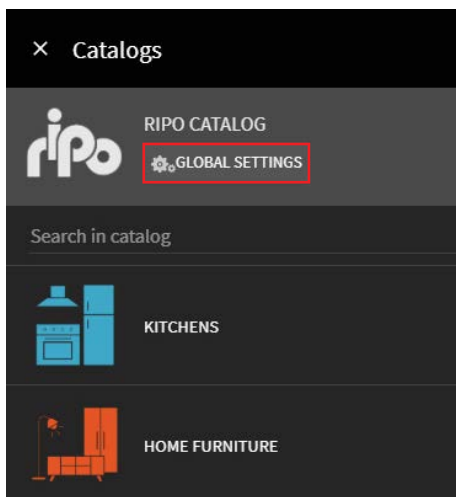 × Catalogs
ripo
RIPO CATALOG
GLOBAL SETTINGS
Search in catalog
KITCHENS
HOME FURNITURE